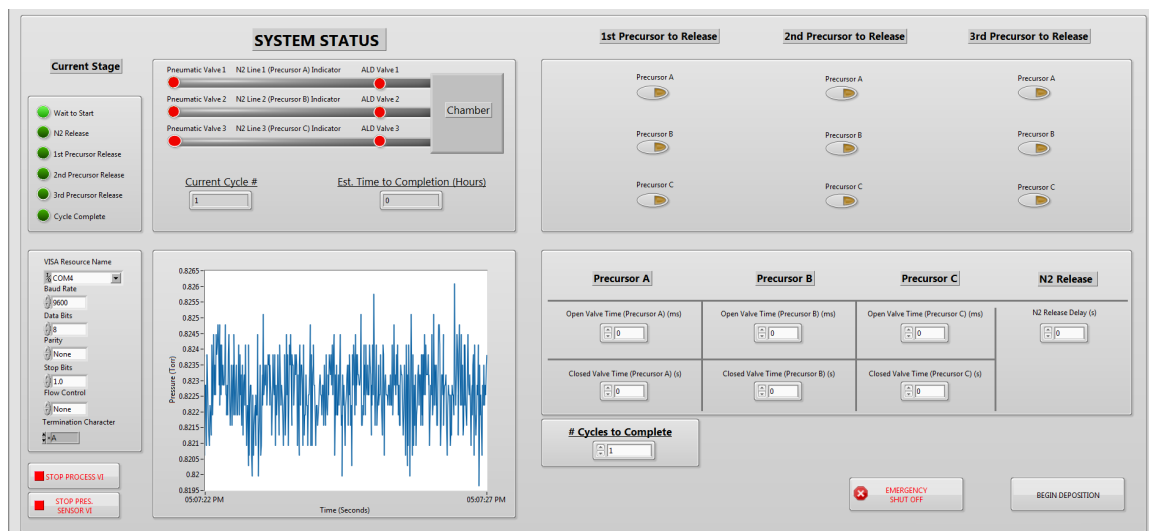 SYSTEM STATUS
1st Precursor to Release
2nd Precursor to Release
3rd Precursor to Release
Current Stage
Wait to Start
N2 Release
1st Precursor Release
2nd Precursor Release
3rd Precursor Release
Cycle Complete
Pneumatic Valve 1 N2 Line 1 (Precursor A) Indicator ALD Valve 1
Pneumatic Valve 2 N2 Line 2 (Precursor B) Indicator ALD Valve 2
Pneumatic Valve 3 N2 Line 3 (Precursor C) Indicator ALD Valve 3
Chamber
Current Cycle #
1
Est. Time to Completion (Hours)
0
Precursor A Precursor A Precursor A
Precursor B Precursor B Precursor B
Precursor C Precursor C Precursor C
VISA Resource Name
COM4
Baud Rate
9600
Data Bits
8
Parity
None
Stop Bits
1.0
Flow Control
None
Termination Character
A
STOP PROCESS VI
STOP PRES.
SENSOR VI
Pressure (Torr)
0.8265
0.826
0.8255
0.825
0.8245
0.824
0.8235
0.823
0.8225
0.822
0.8215
0.821
0.8205
0.82
0.8195
05:07:22 PM 05:07:27 PM
Time (Seconds)
Precursor A Precursor B Precursor C N2 Release
Open Valve Time (Precursor A) (ms) Open Valve Time (Precursor B) (ms) Open Valve Time (Precursor C) (ms) N2 Release Delay (s)
0 0 0 0
Closed Valve Time (Precursor A) (s) Closed Valve Time (Precursor B) (s) Closed Valve Time (Precursor C) (s)
0 0 0
# Cycles to Complete
1
EMERGENCY
SHUT OFF
BEGIN DEPOSITION